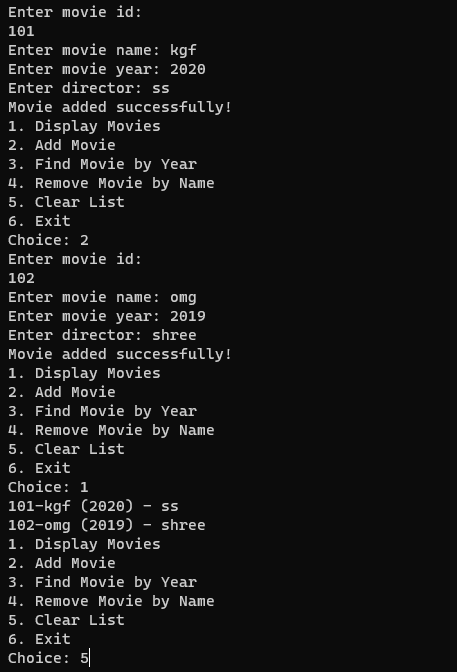 Enter movie id:
101
Enter movie name: kgf
Enter movie year: 2020
Enter director: ss
Movie added successfully!
1. Display Movies
2. Add Movie
3. Find Movie by Year
4. Remove Movie by Name
5. Clear List
6. Exit
Choice: 2
Enter movie id:
102
Enter movie name: omg
Enter movie year: 2019
Enter director: shree
Movie added successfully!
1. Display Movies
2. Add Movie
3. Find Movie by Year
4. Remove Movie by Name
5. Clear List
6. Exit
Choice: 1
101-kgf (2020) - ss
102-omg (2019) - shree
1. Display Movies
2. Add Movie
3. Find Movie by Year
4. Remove Movie by Name
5. Clear List
6. Exit
Choice: 5